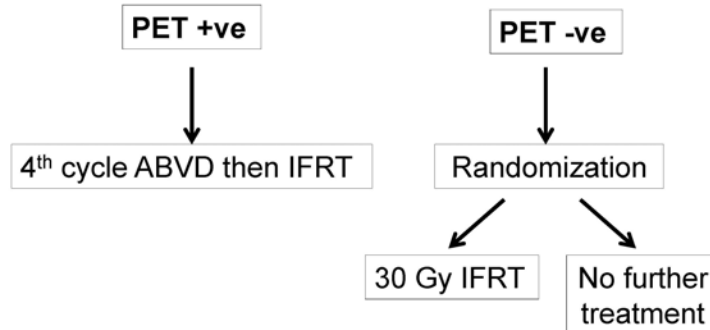 PET +ve
PET -ve
4th cycle ABVD then IFRT
Randomization
30 Gy IFRT
No further
treatment